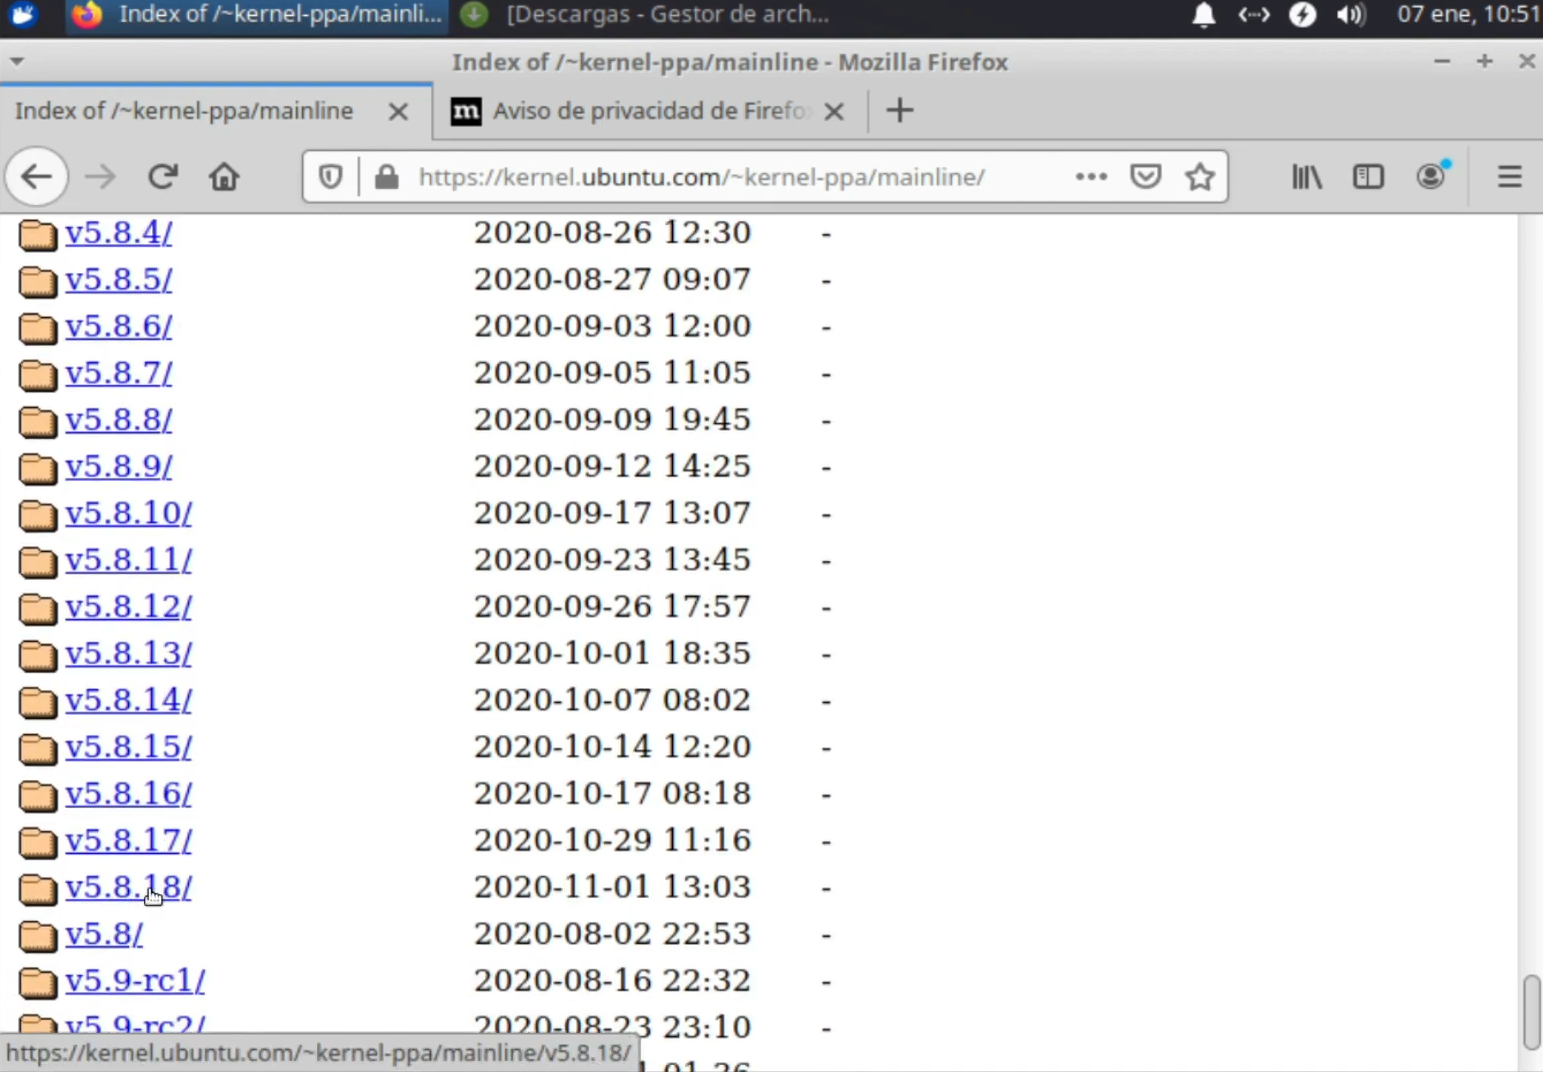 Index of /~kernel-ppa/mainli... [Descargas - Gestor de arch... 07 ene, 10:51
Index of /~kernel-ppa/mainline - Mozilla Firefox
Index of /~kernel-ppa/mainline m Aviso de privacidad de Firefo
https://kernel.ubuntu.com/~kernel-ppa/mainline/
v5.8.4/ 2020-08-26 12:30 -
v5.8.5/ 2020-08-27 09:07 -
v5.8.6/ 2020-09-03 12:00 -
v5.8.7/ 2020-09-05 11:05 -
v5.8.8/ 2020-09-09 19:45 -
v5.8.9/ 2020-09-12 14:25 -
v5.8.10/ 2020-09-17 13:07 -
v5.8.11/ 2020-09-23 13:45 -
v5.8.12/ 2020-09-26 17:57 -
v5.8.13/ 2020-10-01 18:35 -
v5.8.14/ 2020-10-07 08:02 -
v5.8.15/ 2020-10-14 12:20 -
v5.8.16/ 2020-10-17 08:18 -
v5.8.17/ 2020-10-29 11:16 -
v5.8.18/ 2020-11-01 13:03 -
v5.8/ 2020-08-02 22:53 -
v5.9-rc1/ 2020-08-16 22:32 -
v5.9-rc2/ 2020-08-23 23:10 -
https://kernel.ubuntu.com/~kernel-ppa/mainline/v5.8.18/